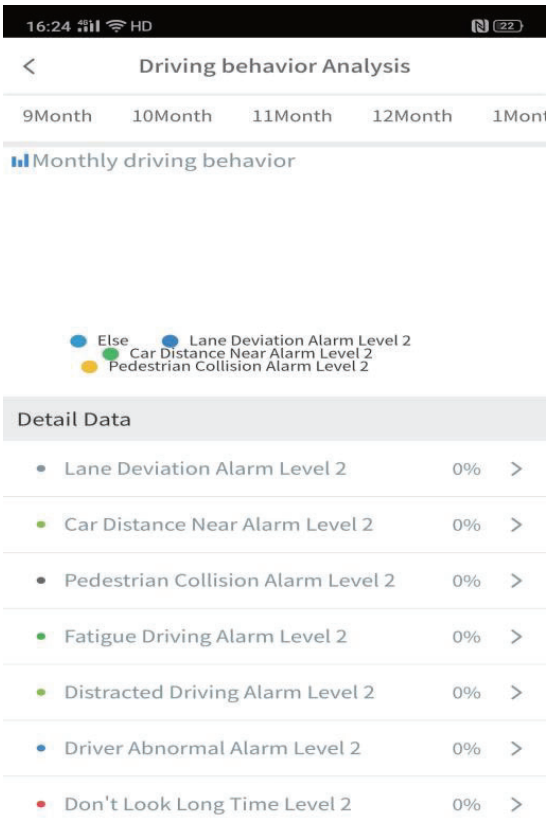 16:24 HD 22
Driving behavior Analysis
9Month 10Month 11Month 12Month 1Mont
Monthly driving behavior
Else Lane Deviation Alarm Level 2
Car Distance Near Alarm Level 2
Pedestrian Collision Alarm Level 2
Detail Data
Lane Deviation Alarm Level 2 0%
Car Distance Near Alarm Level 2 0%
Pedestrian Collision Alarm Level 2 0%
Fatigue Driving Alarm Level 2 0%
Distracted Driving Alarm Level 2 0%
Driver Abnormal Alarm Level 2 0%
Don't Look Long Time Level 2 0%